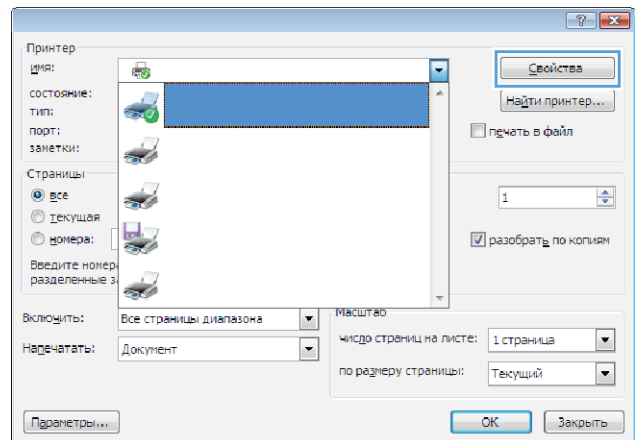 Принтер
имя:
Свойства
состояние:
Найти принтер...
тип:
порт:
печать в файл
заметки:
Страницы
все
1
текущая
номера:
разобрать по копиям
Введите номер
разделенные з
Включить: Все страницы диапазона
Масштаб
число страниц на листе: 1 страница
Напечатать: Документ
по размеру страницы: Текущий
Параметры...
ОК
Закрыть